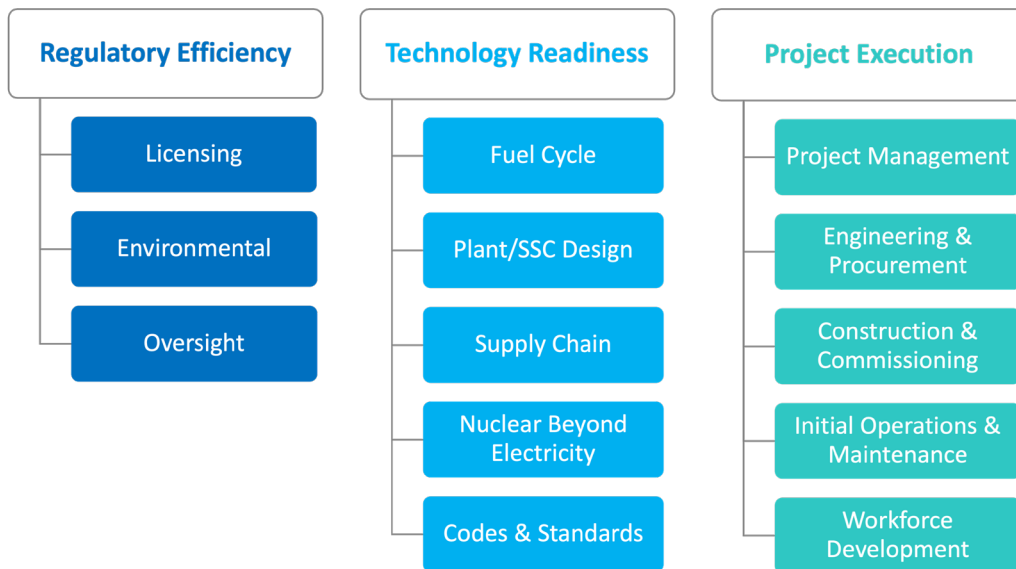 Regulatory Efficiency
Licensing
Environmental
Oversight
Technology Readiness
Fuel Cycle
Plant/SSC Design
Supply Chain
Nuclear Beyond
Electricity
Codes & Standards
Project Execution
Project Management
Engineering &
Procurement
Construction &
Commissioning
Initial Operations &
Maintenance
Workforce
Development